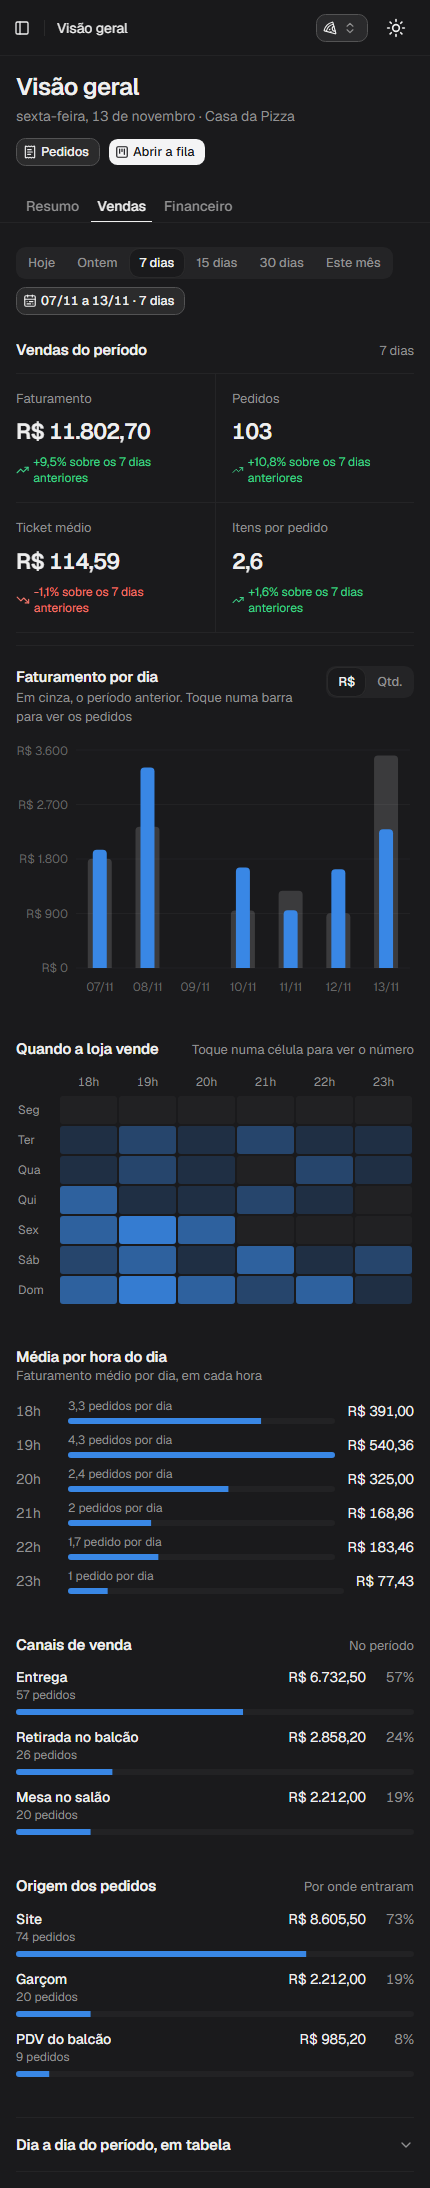 Visão geral
Visão geral
sexta-feira, 13 de novembro · Casa da Pizza
Pedidos
Abrir a fila
Resumo Vendas Financeiro
Hoje Ontem 7 dias 15 dias 30 dias Este mês
07/11 a 13/11 · 7 dias
Vendas do período 7 dias
Faturamento Pedidos
R$ 11.802,70 103
+9,5% sobre os 7 dias anteriores
+10,8% sobre os 7 dias anteriores
Ticket médio Itens por pedido
R$ 114,59 2,6
-1,1% sobre os 7 dias anteriores
+1,6% sobre os 7 dias anteriores
Faturamento por dia R$ Qtd.
Em cinza, o período anterior. Toque numa barra
para ver os pedidos
R$ 3.600
R$ 2.700
R$ 1.800
R$ 900
R$ 0
07/11 08/11 09/11 10/11 11/11 12/11 13/11
Quando a loja vende Toque numa célula para ver o número
18h 19h 20h 21h 22h 23h
Seg
Ter
Qua
Qui
Sex
Sáb
Dom
Média por hora do dia
Faturamento médio por dia, em cada hora
18h 3,3 pedidos por dia R$ 391,00
19h 4,3 pedidos por dia R$ 540,36
20h 2,4 pedidos por dia R$ 325,00
21h 2 pedidos por dia R$ 168,86
22h 1,7 pedido por dia R$ 183,46
23h 1 pedido por dia R$ 77,43
Canais de venda No período
Entrega R$ 6.732,50 57%
57 pedidos
Retirada no balcão R$ 2.858,20 24%
26 pedidos
Mesa no salão R$ 2.212,00 19%
20 pedidos
Origem dos pedidos Por onde entraram
Site R$ 8.605,50 73%
74 pedidos
Garçom R$ 2.212,00 19%
20 pedidos
PDV do balcão R$ 985,20 8%
9 pedidos
Dia a dia do período, em tabela